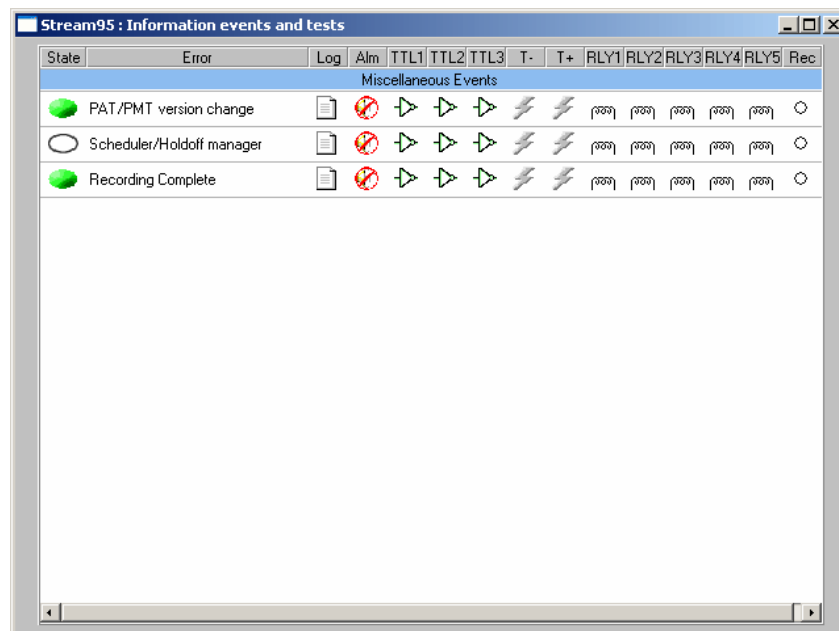 Stream95 : Information events and tests
State Error Log Alm TTL1 TTL2 TTL3 T- T+ RLY1 RLY2 RLY3 RLY4 RLY5 Rec
Miscellaneous Events
PAT/PMT version change
Scheduler/Holdoff manager
Recording Complete